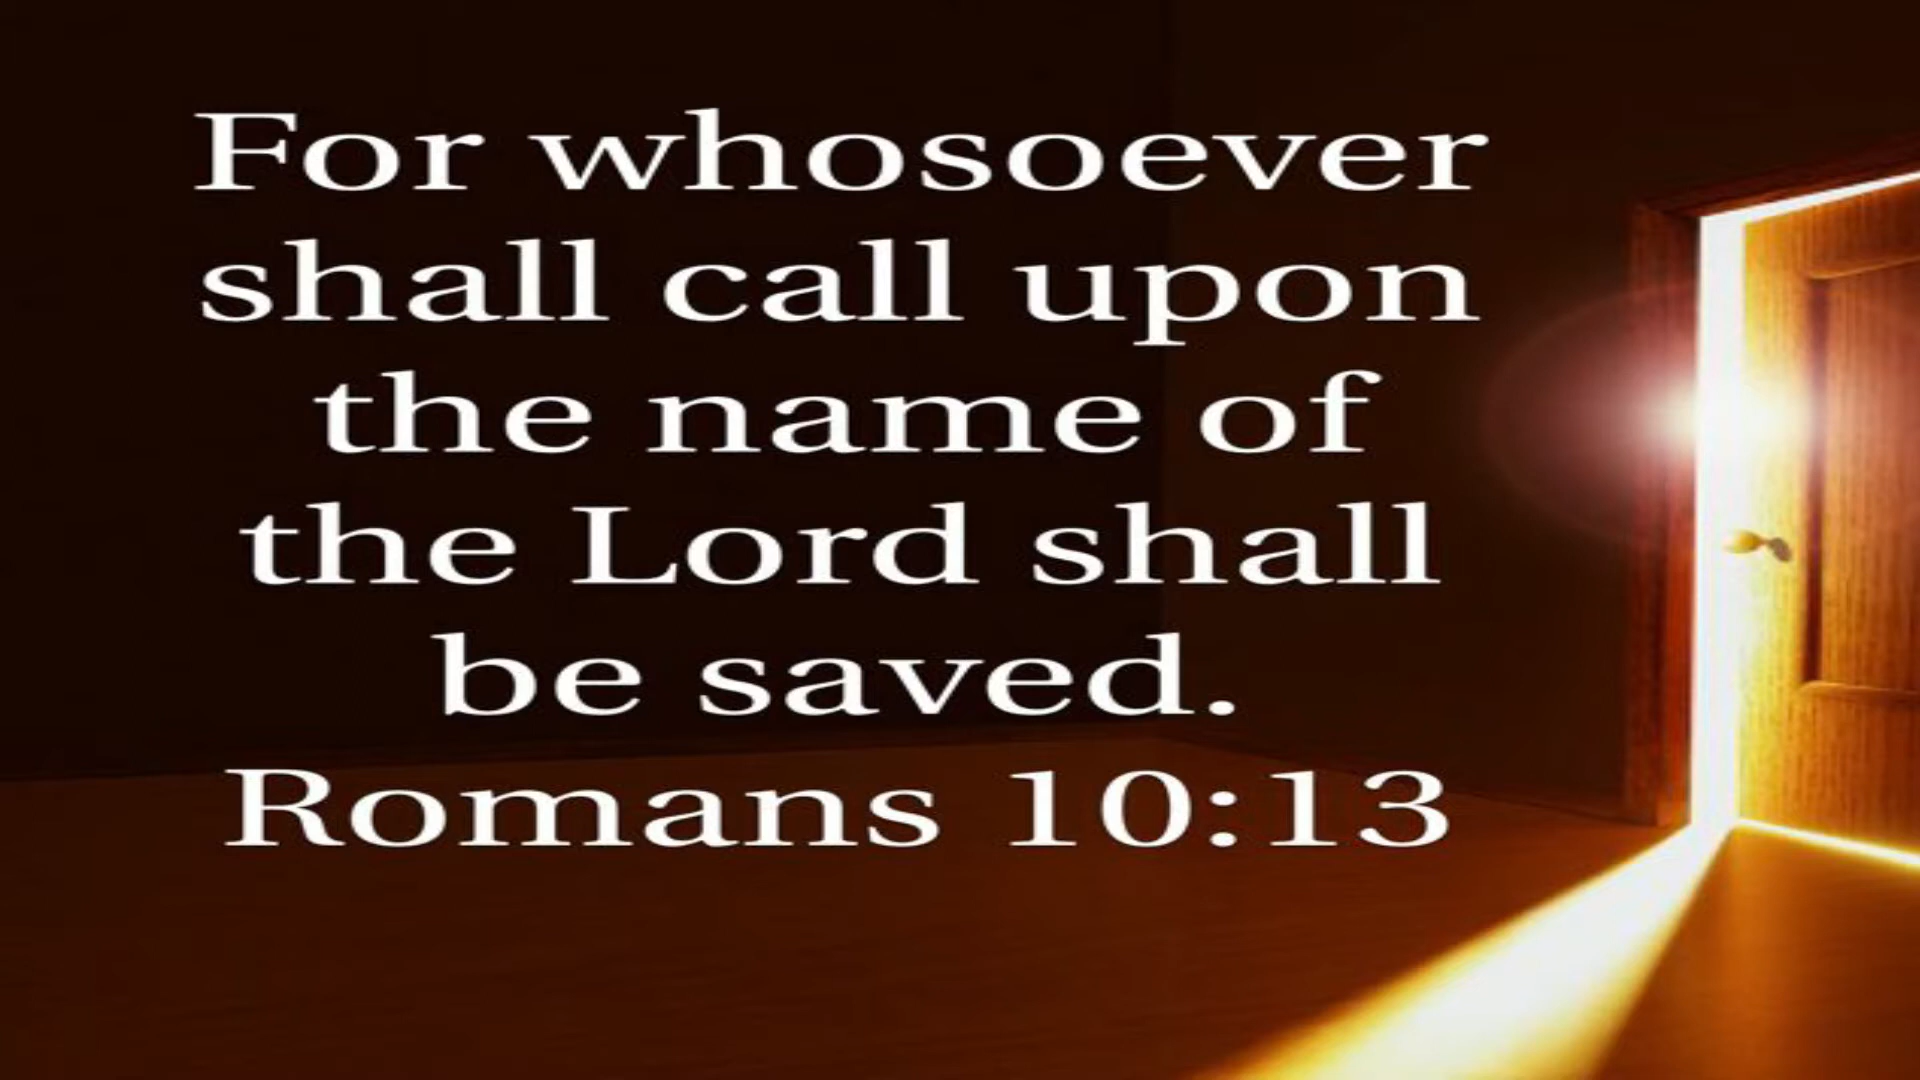 For whosoever
shall call upon
the name of
the Lord shall
be saved.
Romans 10:13